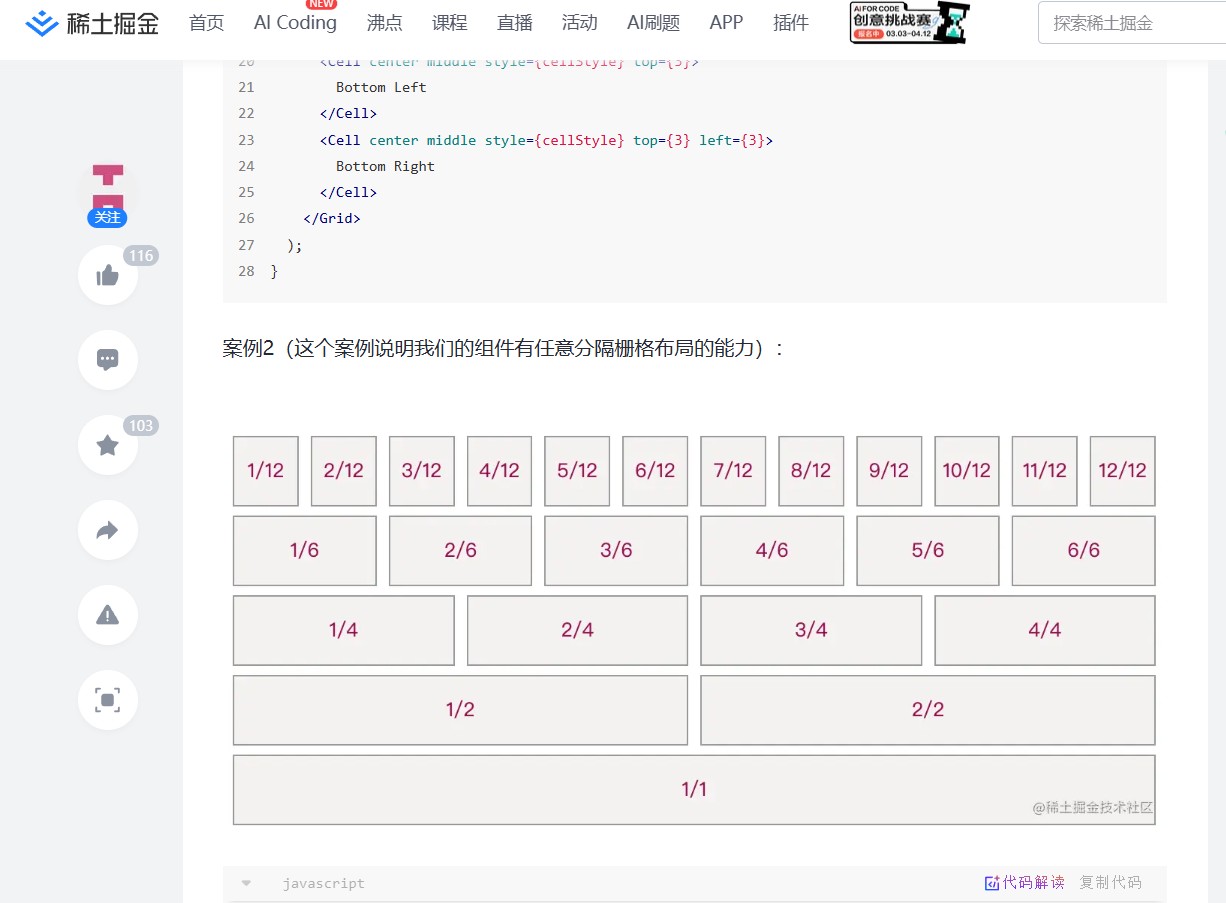 稀土掘金 首页 AI Coding NEW 沸点 课程 直播 活动 AI刷题 APP 插件 AI FOR CODE 创意挑战赛 报名中 03.03-04.12 探索稀土掘金
20 <Cell center middle style={cellStyle} top={3}>
21 Bottom Left
22 </Cell>
23 <Cell center middle style={cellStyle} top={3} left={3}>
24 Bottom Right
25 </Cell>
26 </Grid>
27 );
28 }
关注
116
103
案例2（这个案例说明我们的组件有任意分隔栅格布局的能力）:
1/12 2/12 3/12 4/12 5/12 6/12 7/12 8/12 9/12 10/12 11/12 12/12
1/6 2/6 3/6 4/6 5/6 6/6
1/4 2/4 3/4 4/4
1/2 2/2
1/1
@稀土掘金技术社区
javascript 代码解读 复制代码